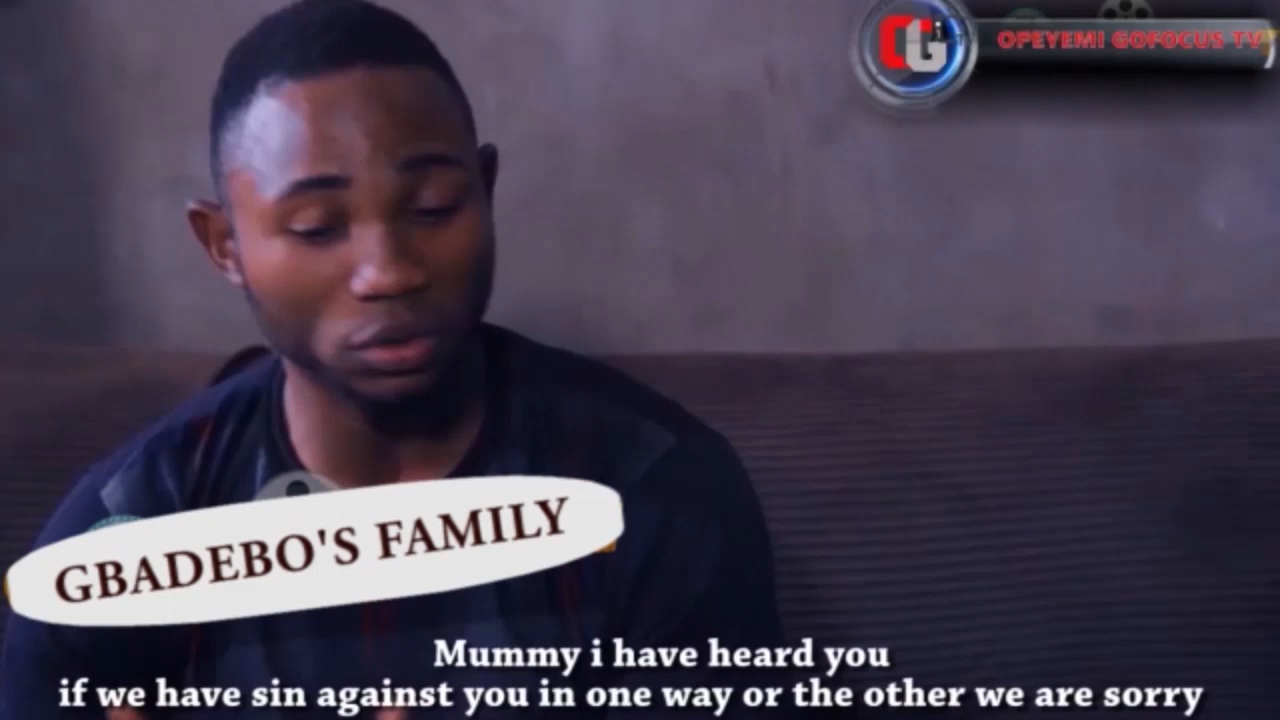 CG
OPEYEMI GOFOCUS TV
GBADEBO'S FAMILY
Mummy i have heard you
if we have sin against you in one way or the other we are sorry